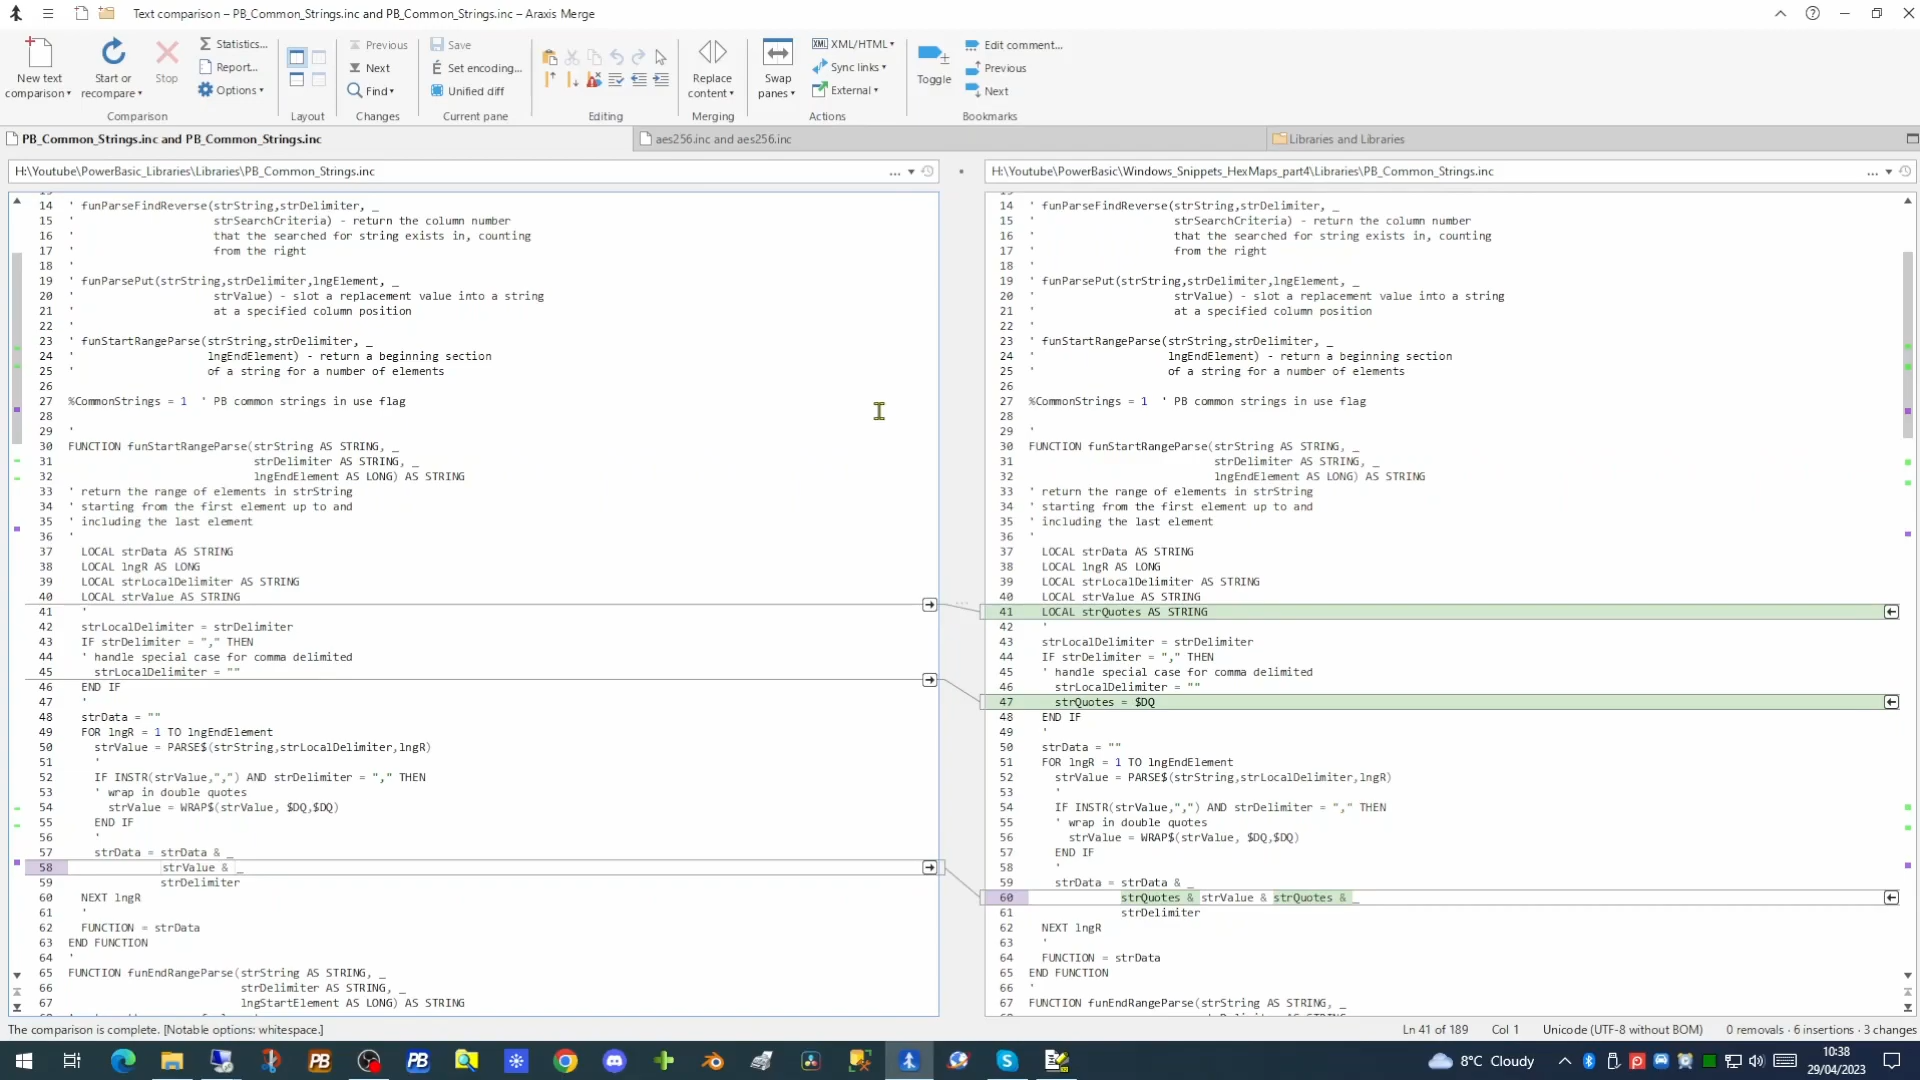 Text comparison – PB_Common_Strings.inc and PB_Common_Strings.inc – Araxis Merge
New text comparison
Start or recompare
Stop
Statistics...
Report...
Options
Comparison
Layout
Previous
Next
Find
Changes
Save
Set encoding...
Unified diff
Current pane
Editing
Replace content
Merging
Swap panes
XML/HTML
Sync links
External
Actions
Toggle
Edit comment...
Previous
Next
Bookmarks
PB_Common_Strings.inc and PB_Common_Strings.inc
aes256.inc and aes256.inc
Libraries and Libraries
H:\Youtube\PowerBasic_Libraries\Libraries\PB_Common_Strings.inc
14 ' funParseFindReverse(strString,strDelimiter, _
15 ' strSearchCriteria) - return the column number
16 ' that the searched for string exists in, counting
17 ' from the right
18 '
19 ' funParsePut(strString,strDelimiter,lngElement, _
20 ' strValue) - slot a replacement value into a string
21 ' at a specified column position
22 '
23 ' funStartRangeParse(strString,strDelimiter, _
24 ' lngEndElement) - return a beginning section
25 ' of a string for a number of elements
26
27 %CommonStrings = 1 ' PB common strings in use flag
28
29 '
30 FUNCTION funStartRangeParse(strString AS STRING, _
31 strDelimiter AS STRING, _
32 lngEndElement AS LONG) AS STRING
33 ' return the range of elements in strString
34 ' starting from the first element up to and
35 ' including the last element
36 '
37 LOCAL strData AS STRING
38 LOCAL lngR AS LONG
39 LOCAL strLocalDelimiter AS STRING
40 LOCAL strValue AS STRING
41 '
42 strLocalDelimiter = strDelimiter
43 IF strDelimiter = "," THEN
44 ' handle special case for comma delimited
45 strLocalDelimiter = ""
46 END IF
47 '
48 strData = ""
49 FOR lngR = 1 TO lngEndElement
50 strValue = PARSE$(strString,strLocalDelimiter,lngR)
51 '
52 IF INSTR(strValue,",") AND strDelimiter = "," THEN
53 ' wrap in double quotes
54 strValue = WRAP$(strValue, $DQ,$DQ)
55 END IF
56 '
57 strData = strData & _
58 strValue & _
59 strDelimiter
60 NEXT lngR
61 '
62 FUNCTION = strData
63 END FUNCTION
64 '
65 FUNCTION funEndRangeParse(strString AS STRING, _
66 strDelimiter AS STRING, _
67 lngStartElement AS LONG) AS STRING
H:\Youtube\PowerBasic\Windows_Snippets_HexMaps_part4\Libraries\PB_Common_Strings.inc
14 ' funParseFindReverse(strString,strDelimiter, _
15 ' strSearchCriteria) - return the column number
16 ' that the searched for string exists in, counting
17 ' from the right
18 '
19 ' funParsePut(strString,strDelimiter,lngElement, _
20 ' strValue) - slot a replacement value into a string
21 ' at a specified column position
22 '
23 ' funStartRangeParse(strString,strDelimiter, _
24 ' lngEndElement) - return a beginning section
25 ' of a string for a number of elements
26
27 %CommonStrings = 1 ' PB common strings in use flag
28
29 '
30 FUNCTION funStartRangeParse(strString AS STRING, _
31 strDelimiter AS STRING, _
32 lngEndElement AS LONG) AS STRING
33 ' return the range of elements in strString
34 ' starting from the first element up to and
35 ' including the last element
36 '
37 LOCAL strData AS STRING
38 LOCAL lngR AS LONG
39 LOCAL strLocalDelimiter AS STRING
40 LOCAL strValue AS STRING
41 LOCAL strQuotes AS STRING
42 '
43 strLocalDelimiter = strDelimiter
44 IF strDelimiter = "," THEN
45 ' handle special case for comma delimited
46 strLocalDelimiter = ""
47 strQuotes = $DQ
48 END IF
49 '
50 strData = ""
51 FOR lngR = 1 TO lngEndElement
52 strValue = PARSE$(strString,strLocalDelimiter,lngR)
53 '
54 IF INSTR(strValue,",") AND strDelimiter = "," THEN
55 ' wrap in double quotes
56 strValue = WRAP$(strValue, $DQ,$DQ)
57 END IF
58 '
59 strData = strData & _
60 strQuotes & strValue & strQuotes & _
61 strDelimiter
62 NEXT lngR
63 '
64 FUNCTION = strData
65 END FUNCTION
66 '
67 FUNCTION funEndRangeParse(strString AS STRING, _
The comparison is complete. [Notable options: whitespace.]
Ln 41 of 189 Col 1 Unicode (UTF-8 without BOM) 0 removals · 6 insertions · 3 changes
PB
PB
8°C Cloudy
10:38
29/04/2023